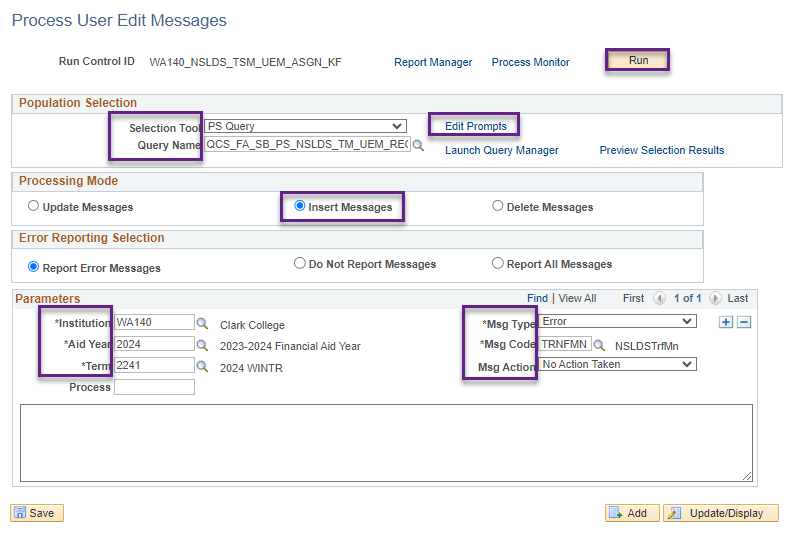 Process User Edit Messages
Run Control ID WA140_NSLDS_TSM_UEM_ASGN_KF Report Manager Process Monitor Run
Population Selection
Selection Tool PS Query Edit Prompts
Query Name QCS_FA_SB_PS_NSLDS_TM_UEM_REC
Launch Query Manager Preview Selection Results
Processing Mode
Update Messages Insert Messages Delete Messages
Error Reporting Selection
Report Error Messages Do Not Report Messages Report All Messages
Parameters Find | View All First 1 of 1 Last
*Institution WA140 Clark College *Msg Type Error
*Aid Year 2024 2023-2024 Financial Aid Year *Msg Code TRNFMN NSLDSTrfMn
*Term 2241 2024 WINTR Msg Action No Action Taken
Process
Save Add Update/Display